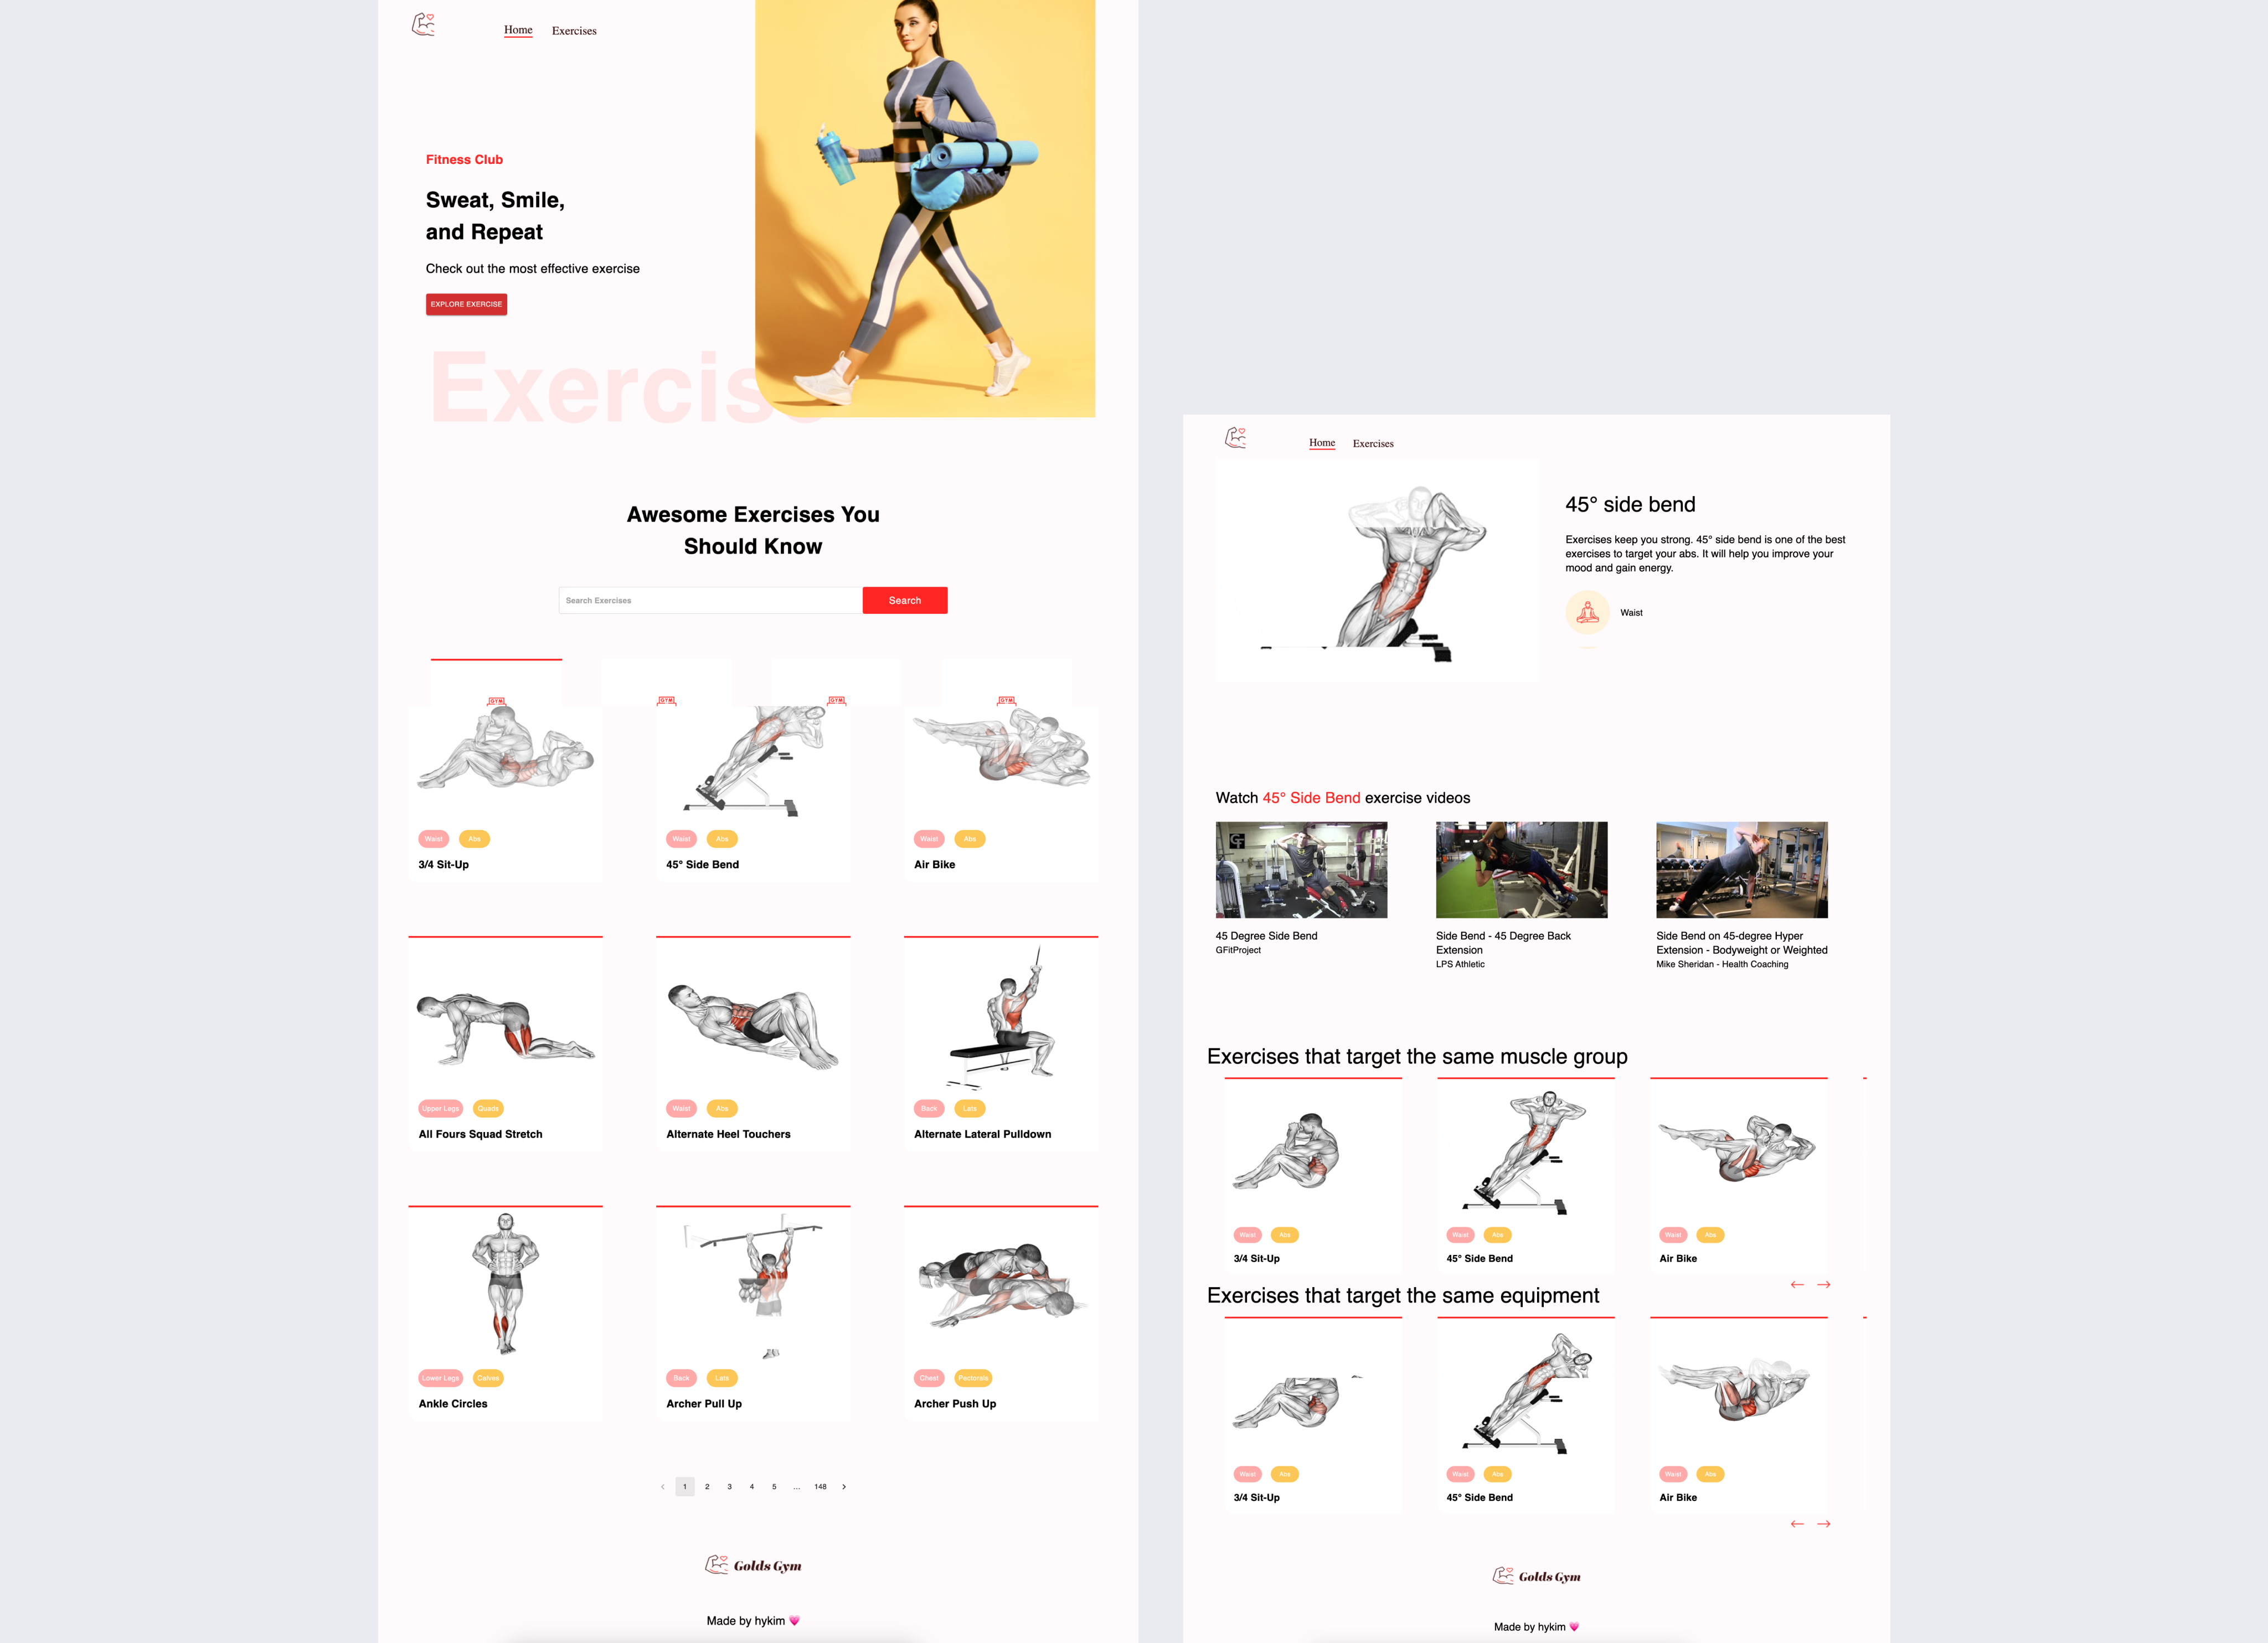 Home Exercises
Fitness Club
Sweat, Smile,
and Repeat
Check out the most effective exercise
EXPLORE EXERCISE
Exercis
Awesome Exercises You
Should Know
Search Exercises Search
GYM GYM GYM GYM
Waist Abs
3/4 Sit-Up
Waist Abs
45° Side Bend
Waist Abs
Air Bike
Upper Legs Quads
All Fours Squad Stretch
Waist Abs
Alternate Heel Touchers
Back Lats
Alternate Lateral Pulldown
Lower Legs Calves
Ankle Circles
Back Lats
Archer Pull Up
Chest Pectorals
Archer Push Up
‹ 1 2 3 4 5 ... 148 ›
Golds Gym
Made by hykim 💗
Home Exercises
45° side bend
Exercises keep you strong. 45° side bend is one of the best
exercises to target your abs. It will help you improve your
mood and gain energy.
Waist
Watch 45° Side Bend exercise videos
GF
45 Degree Side Bend
GFitProject
Side Bend - 45 Degree Back
Extension
LPS Athletic
Side Bend on 45-degree Hyper
Extension - Bodyweight or Weighted
Mike Sheridan - Health Coaching
Exercises that target the same muscle group
Waist Abs
3/4 Sit-Up
Waist Abs
45° Side Bend
Waist Abs
Air Bike
Exercises that target the same equipment
Waist Abs
3/4 Sit-Up
Waist Abs
45° Side Bend
Waist Abs
Air Bike
Golds Gym
Made by hykim 💗